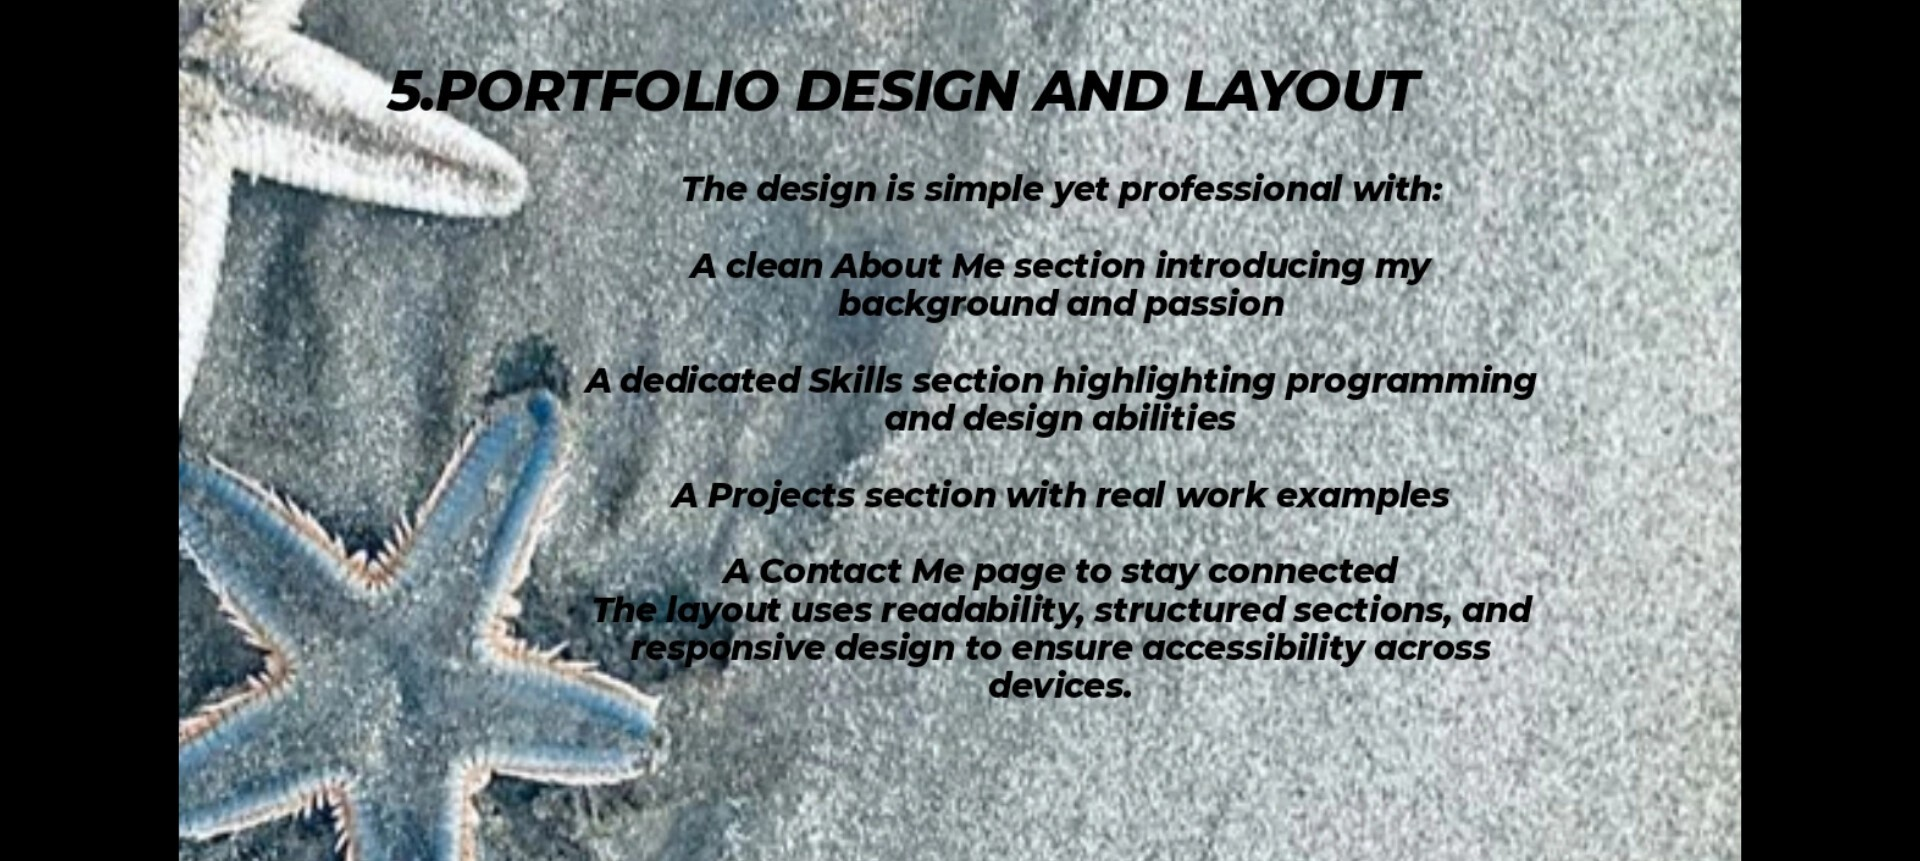 5.PORTFOLIO DESIGN AND LAYOUT
The design is simple yet professional with:
A clean About Me section introducing my
background and passion
A dedicated Skills section highlighting programming
and design abilities
A Projects section with real work examples
A Contact Me page to stay connected
The layout uses readability, structured sections, and
responsive design to ensure accessibility across
devices.